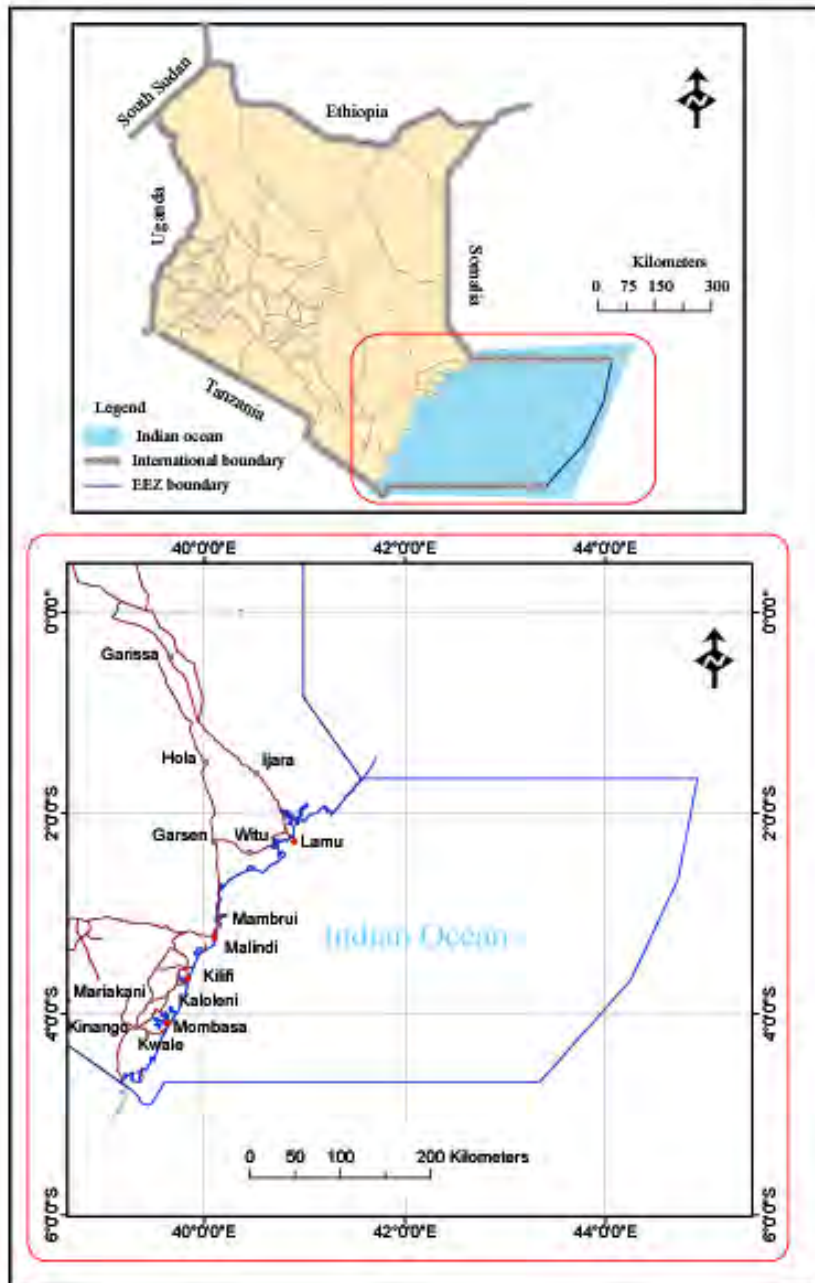 South Sudan
Ethiopia
Uganda
Somalia
Kilometers
0 75 150 300
Tanzania
Legend
Indian ocean
International boundary
EEZ boundary
40°0'0"E 42°0'0"E 44°0'0"E
0°00" 0°00"
Garissa
Hola Ijara
2°0'0"S 2°0'0"S
Garsen Witu Lamu
Mambrui
Indian Ocean
Malindi
Kilifi
Mariakani
Kaloleni
4°0'0"S 4°0'0"S
Kinango Mombasa
Kwale
0 50 100 200 Kilometers
6°0'0"S 6°0'0"S
40°0'0"E 42°0'0"E 44°0'0"E